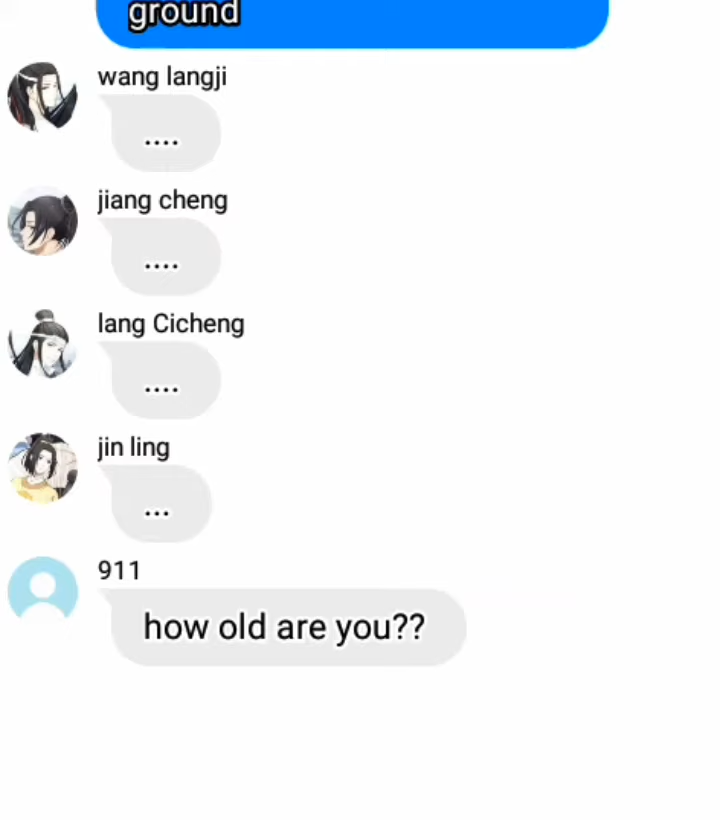 ground
wang langji
....
jiang cheng
....
lang Cicheng
....
jin ling
...
911
how old are you??